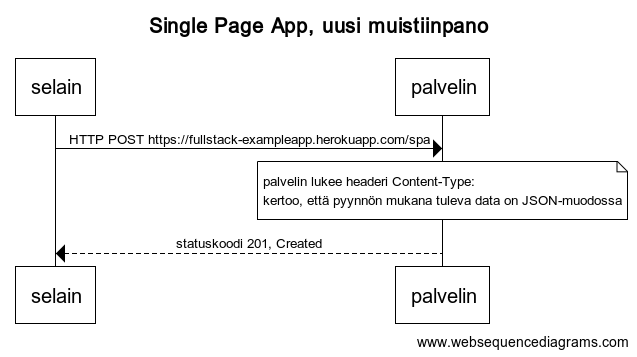 Single Page App, uusi muistiinpano
selain
palvelin
HTTP POST https://fullstack-exampleapp.herokuapp.com/spa
palvelin lukee headeri Content-Type:
kertoo, että pyynnön mukana tuleva data on JSON-muodossa
statuskoodi 201, Created
selain
palvelin
www.websequencediagrams.com